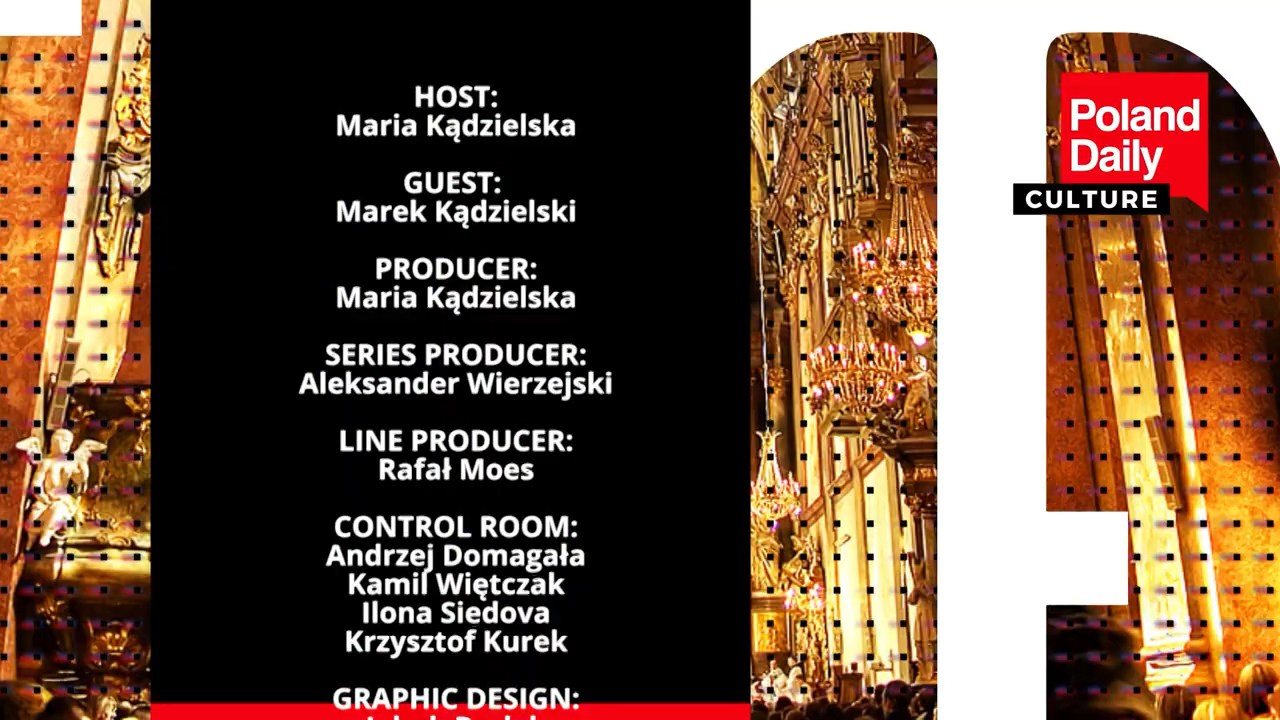 HOST:
Maria Kądzielska
GUEST:
Marek Kądzielski
PRODUCER:
Maria Kądzielska
SERIES PRODUCER:
Aleksander Wierzejski
LINE PRODUCER:
Rafał Moes
CONTROL ROOM:
Andrzej Domagała
Kamil Więtczak
Ilona Siedova
Krzysztof Kurek
GRAPHIC DESIGN:
Poland
Daily
CULTURE